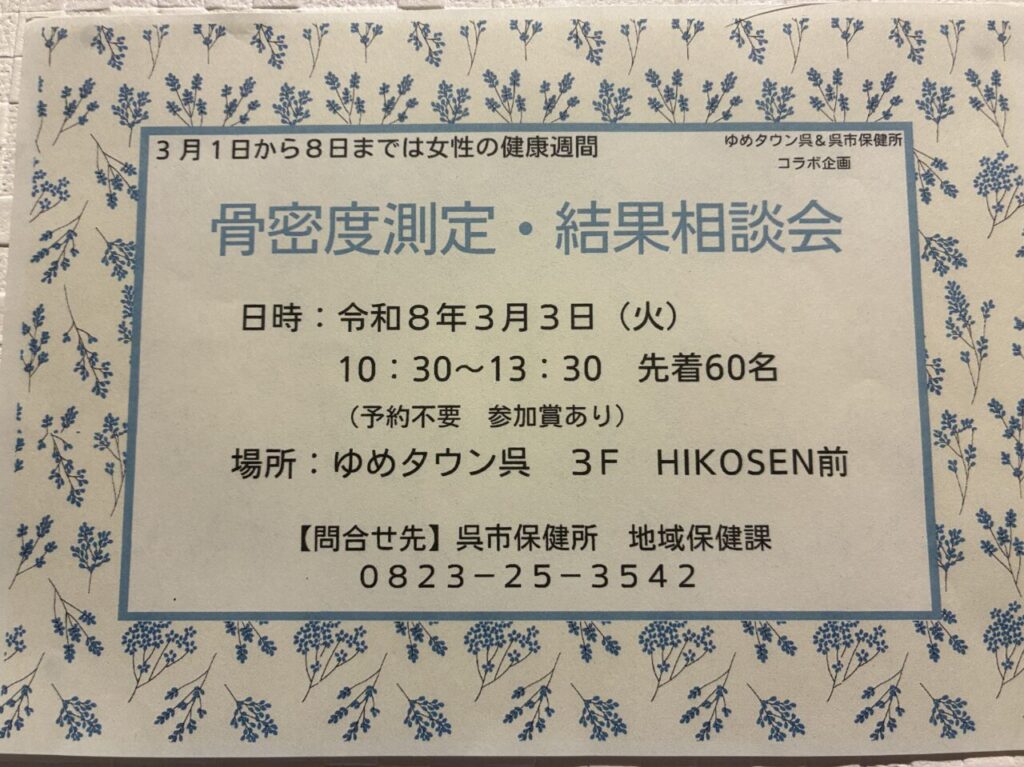 ３月１日から８日までは女性の健康週間
ゆめタウン呉＆呉市保健所
コラボ企画
骨密度測定・結果相談会
日時：令和８年３月３日（火）
10：30～13：30　先着60名
（予約不要　参加賞あり）
場所：ゆめタウン呉　３Ｆ　HIKOSEN前
【問合せ先】呉市保健所　地域保健課
０８２３－２５－３５４２